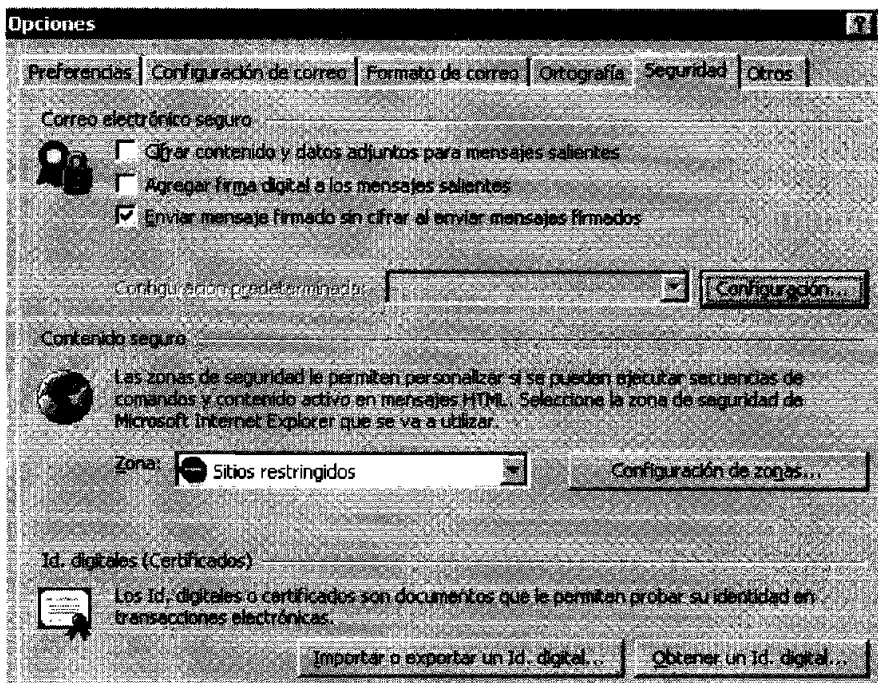 Opciones
Preferencias Configuración de correo Formato de correo Ortografía Seguridad Otros
Correo electrónico seguro
Cifrar contenido y datos adjuntos para mensajes salientes
Agregar firma digital a los mensajes salientes
Enviar mensaje firmado sin cifrar al enviar mensajes firmados
Configuración predeterminada: Configuración...
Contenido seguro
Las zonas de seguridad le permiten personalizar si se pueden ejecutar secuencias de
comandos y contenido activo en mensajes HTML. Seleccione la zona de seguridad de
Microsoft Internet Explorer que se va a utilizar.
Zona: Sitios restringidos Configuración de zonas...
Id. digitales (Certificados)
Los Id. digitales o certificados son documentos que le permiten probar su identidad en
transacciones electrónicas.
Importar o exportar un Id. digital... Obtener un Id. digital...